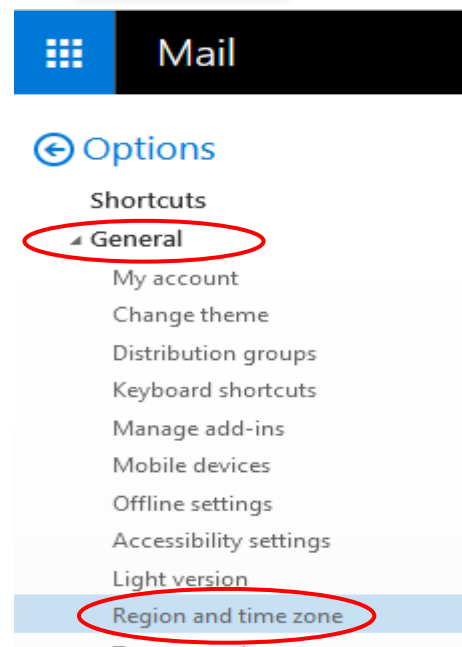 Mail
Options
Shortcuts
General
My account
Change theme
Distribution groups
Keyboard shortcuts
Manage add-ins
Mobile devices
Offline settings
Accessibility settings
Light version
Region and time zone